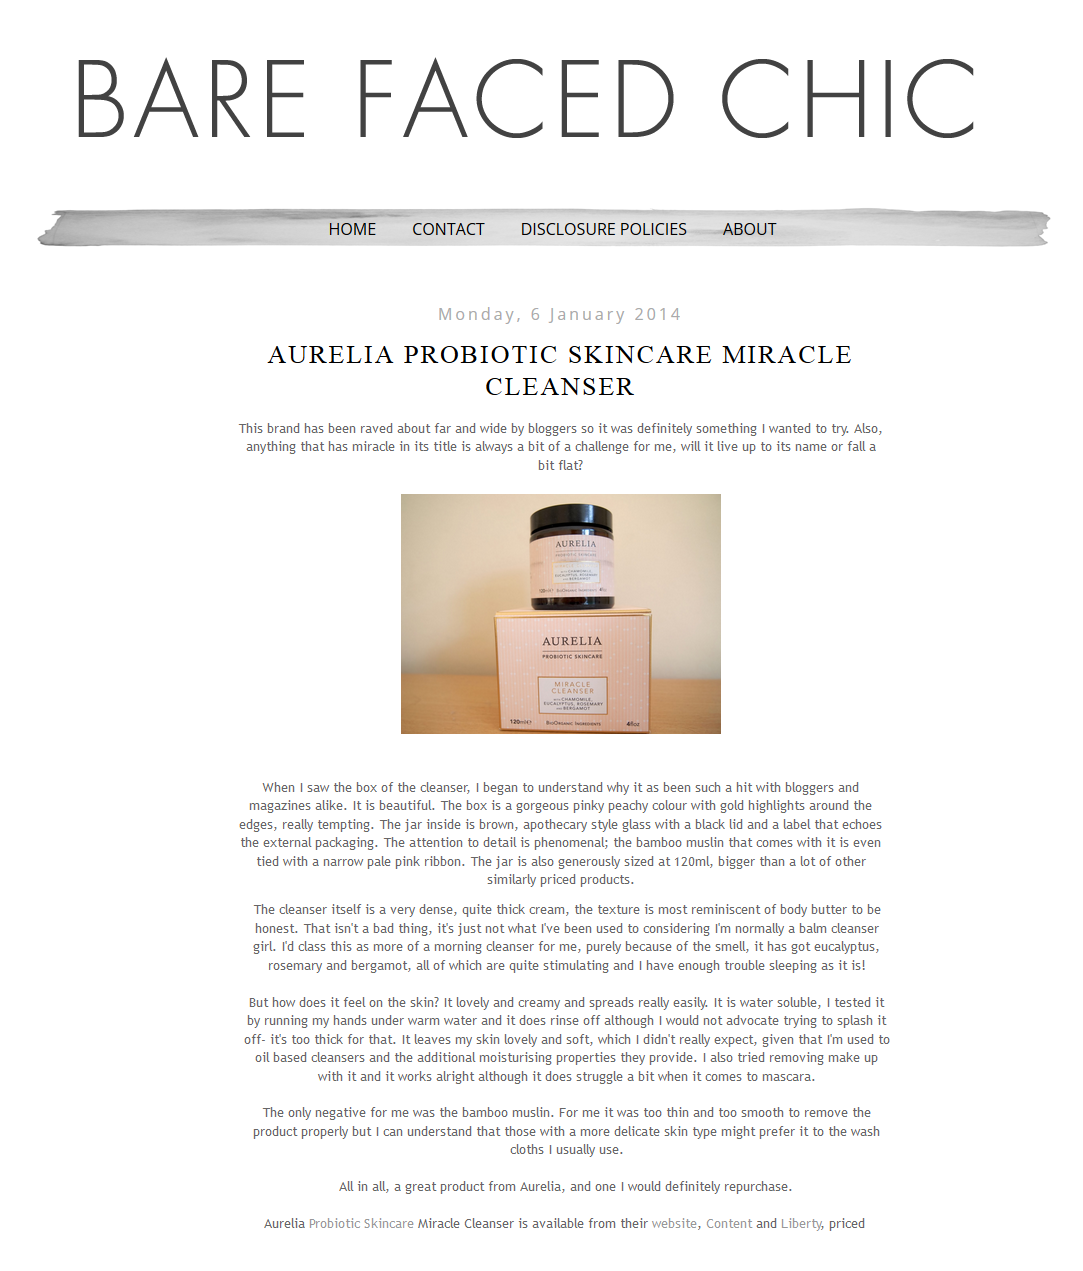 BARE FACED CHIC
HOME CONTACT DISCLOSURE POLICIES ABOUT
Monday, 6 January 2014
AURELIA PROBIOTIC SKINCARE MIRACLE
CLEANSER
This brand has been raved about far and wide by bloggers so it was definitely something I wanted to try. Also,
anything that has miracle in its title is always a bit of a challenge for me, will it live up to its name or fall a
bit flat?
AURELIA
PROBIOTIC SKINCARE
WITH CHAMOMILE,
EUCALYPTUS, ROSEMARY
AND BERGAMOT
120ml e BIOORGANIC INGREDIENTS 4floz
AURELIA
PROBIOTIC SKINCARE
MIRACLE
CLEANSER
WITH CHAMOMILE,
EUCALYPTUS, ROSEMARY
AND BERGAMOT
120ml e BIOORGANIC INGREDIENTS 4floz
When I saw the box of the cleanser, I began to understand why it as been such a hit with bloggers and
magazines alike. It is beautiful. The box is a gorgeous pinky peachy colour with gold highlights around the
edges, really tempting. The jar inside is brown, apothecary style glass with a black lid and a label that echoes
the external packaging. The attention to detail is phenomenal; the bamboo muslin that comes with it is even
tied with a narrow pale pink ribbon. The jar is also generously sized at 120ml, bigger than a lot of other
similarly priced products.
The cleanser itself is a very dense, quite thick cream, the texture is most reminiscent of body butter to be
honest. That isn't a bad thing, it's just not what I've been used to considering I'm normally a balm cleanser
girl. I'd class this as more of a morning cleanser for me, purely because of the smell, it has got eucalyptus,
rosemary and bergamot, all of which are quite stimulating and I have enough trouble sleeping as it is!
But how does it feel on the skin? It lovely and creamy and spreads really easily. It is water soluble, I tested it
by running my hands under warm water and it does rinse off although I would not advocate trying to splash it
off- it's too thick for that. It leaves my skin lovely and soft, which I didn't really expect, given that I'm used to
oil based cleansers and the additional moisturising properties they provide. I also tried removing make up
with it and it works alright although it does struggle a bit when it comes to mascara.
The only negative for me was the bamboo muslin. For me it was too thin and too smooth to remove the
product properly but I can understand that those with a more delicate skin type might prefer it to the wash
cloths I usually use.
All in all, a great product from Aurelia, and one I would definitely repurchase.
Aurelia Probiotic Skincare Miracle Cleanser is available from their website, Content and Liberty, priced